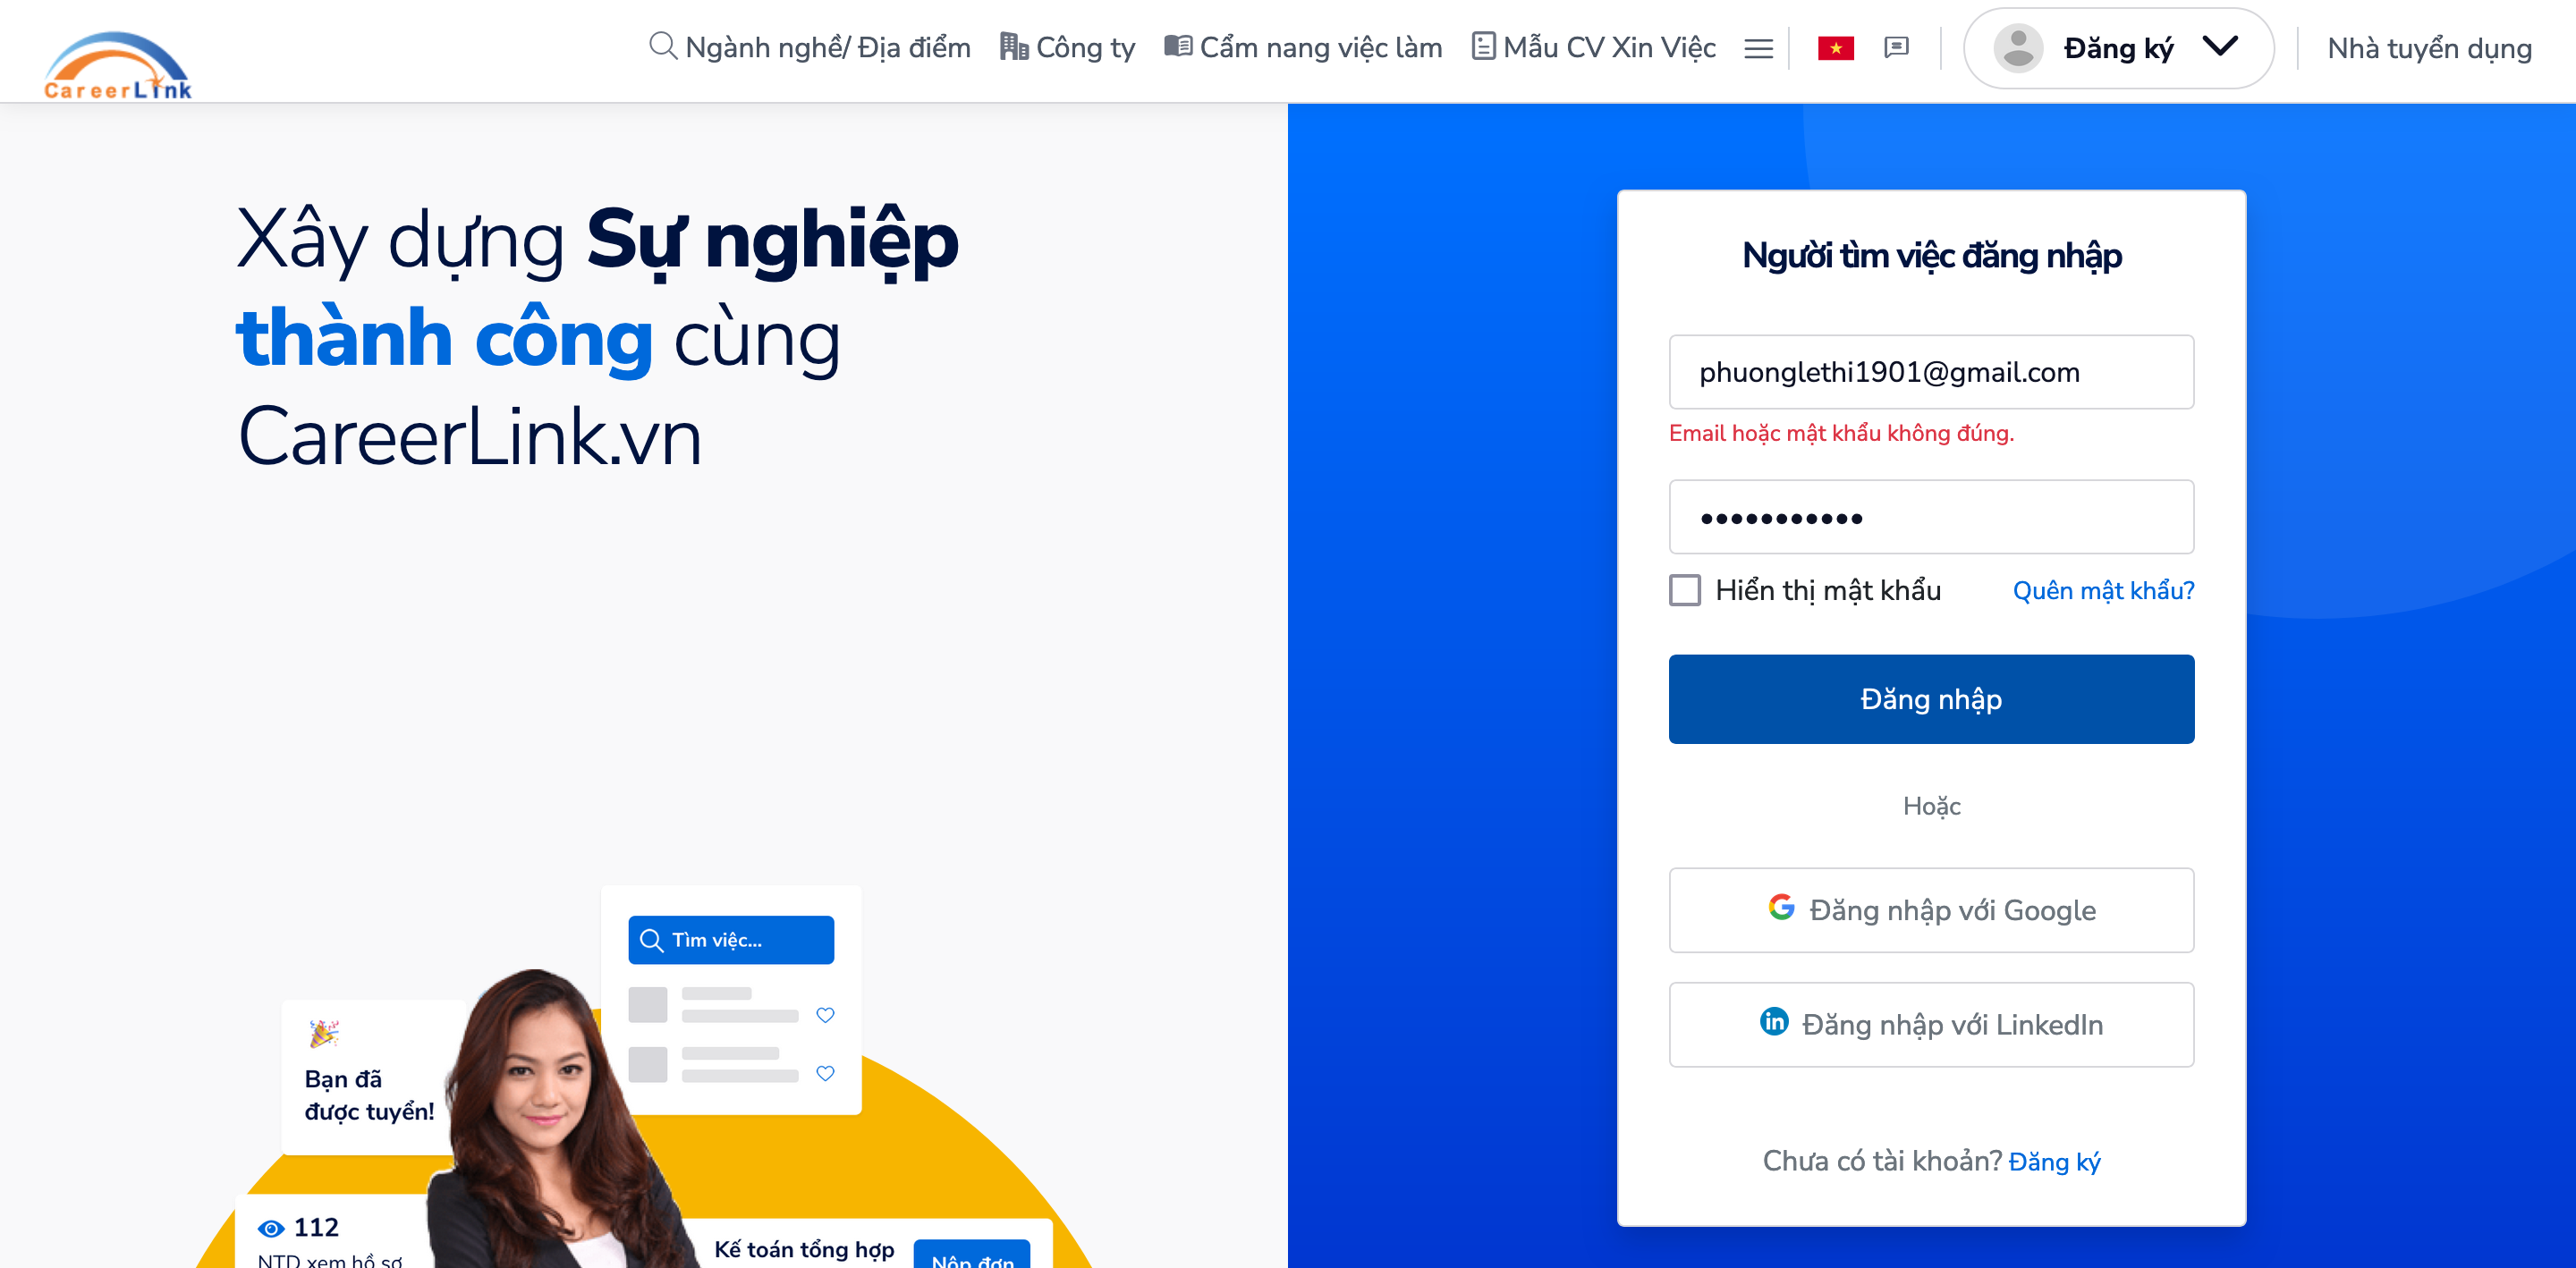 CareerLink
Ngành nghề/ Địa điểm
Công ty
Cẩm nang việc làm
Mẫu CV Xin Việc
Đăng ký
Nhà tuyển dụng
Xây dựng Sự nghiệp
thành công cùng
CareerLink.vn
Tìm việc...
Bạn đã
được tuyển!
112
NTD xem hồ sơ
Kế toán tổng hợp
Nộp đơn
Người tìm việc đăng nhập
phuonglethi1901@gmail.com
Email hoặc mật khẩu không đúng.
•••••••••••
Hiển thị mật khẩu
Quên mật khẩu?
Đăng nhập
Hoặc
Đăng nhập với Google
Đăng nhập với LinkedIn
Chưa có tài khoản? Đăng ký